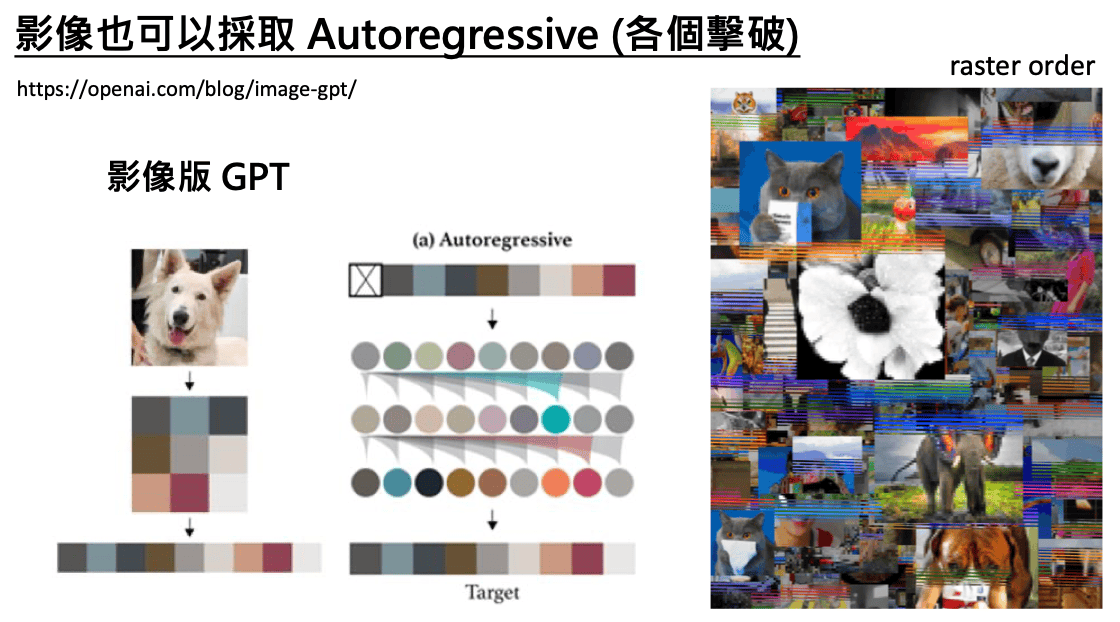 影像也可以採取 Autoregressive (各個擊破)
https://openai.com/blog/image-gpt/
raster order
影像版 GPT
(a) Autoregressive
Target